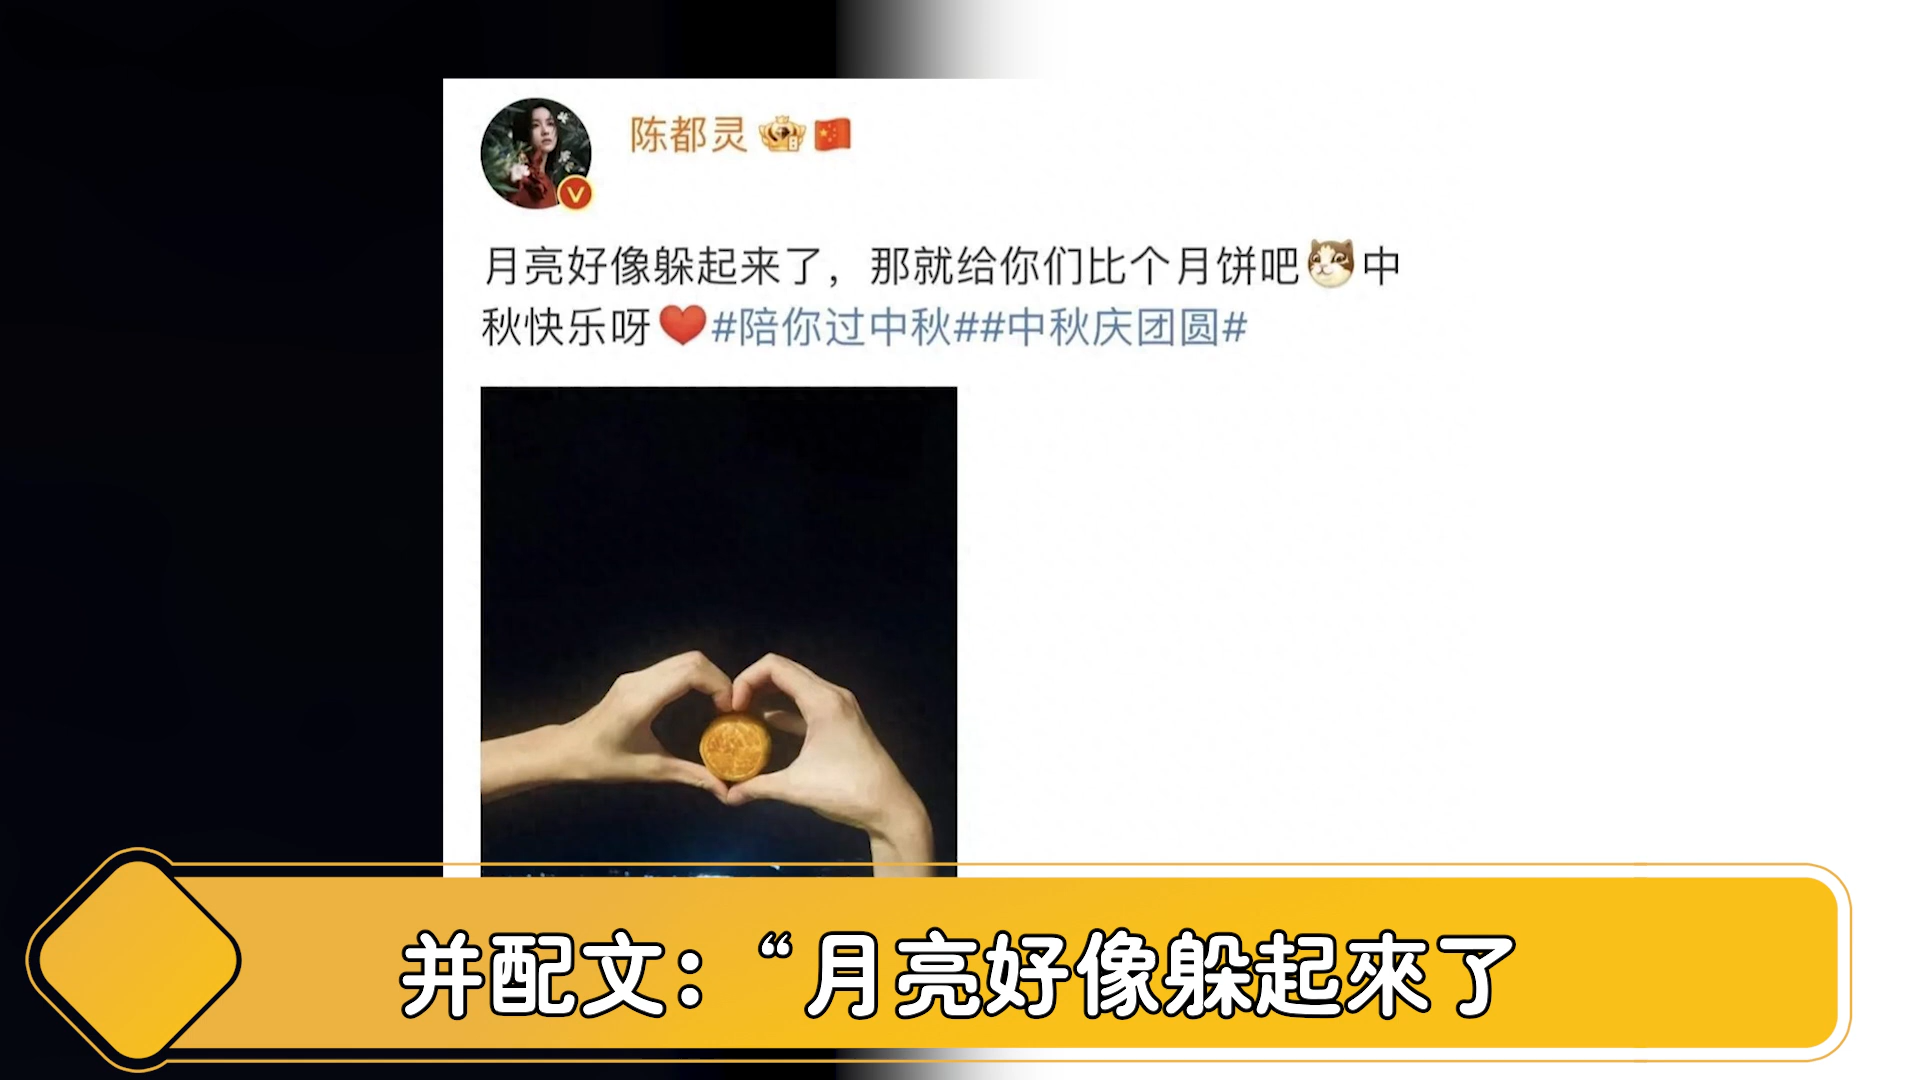 陈都灵
月亮好像躲起来了，那就给你们比个月饼吧中
秋快乐呀#陪你过中秋##中秋庆团圆#
并配文：“月亮好像躲起來了